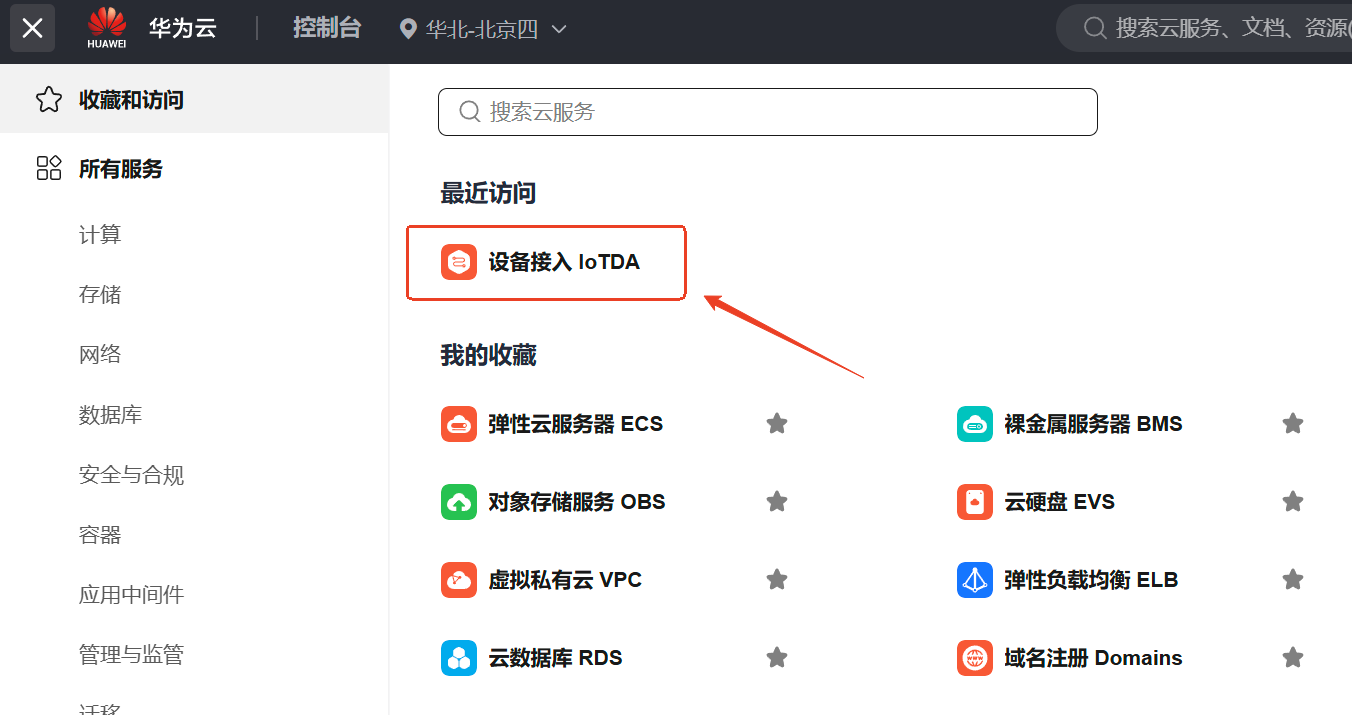 HUAWEI 华为云 控制台 华北-北京四 搜索云服务、文档、资源(
收藏和访问
所有服务
计算
存储
网络
数据库
安全与合规
容器
应用中间件
管理与监管
迁移
搜索云服务
最近访问
设备接入 IoTDA
我的收藏
弹性云服务器 ECS 裸金属服务器 BMS
对象存储服务 OBS 云硬盘 EVS
虚拟私有云 VPC 弹性负载均衡 ELB
云数据库 RDS 域名注册 Domains